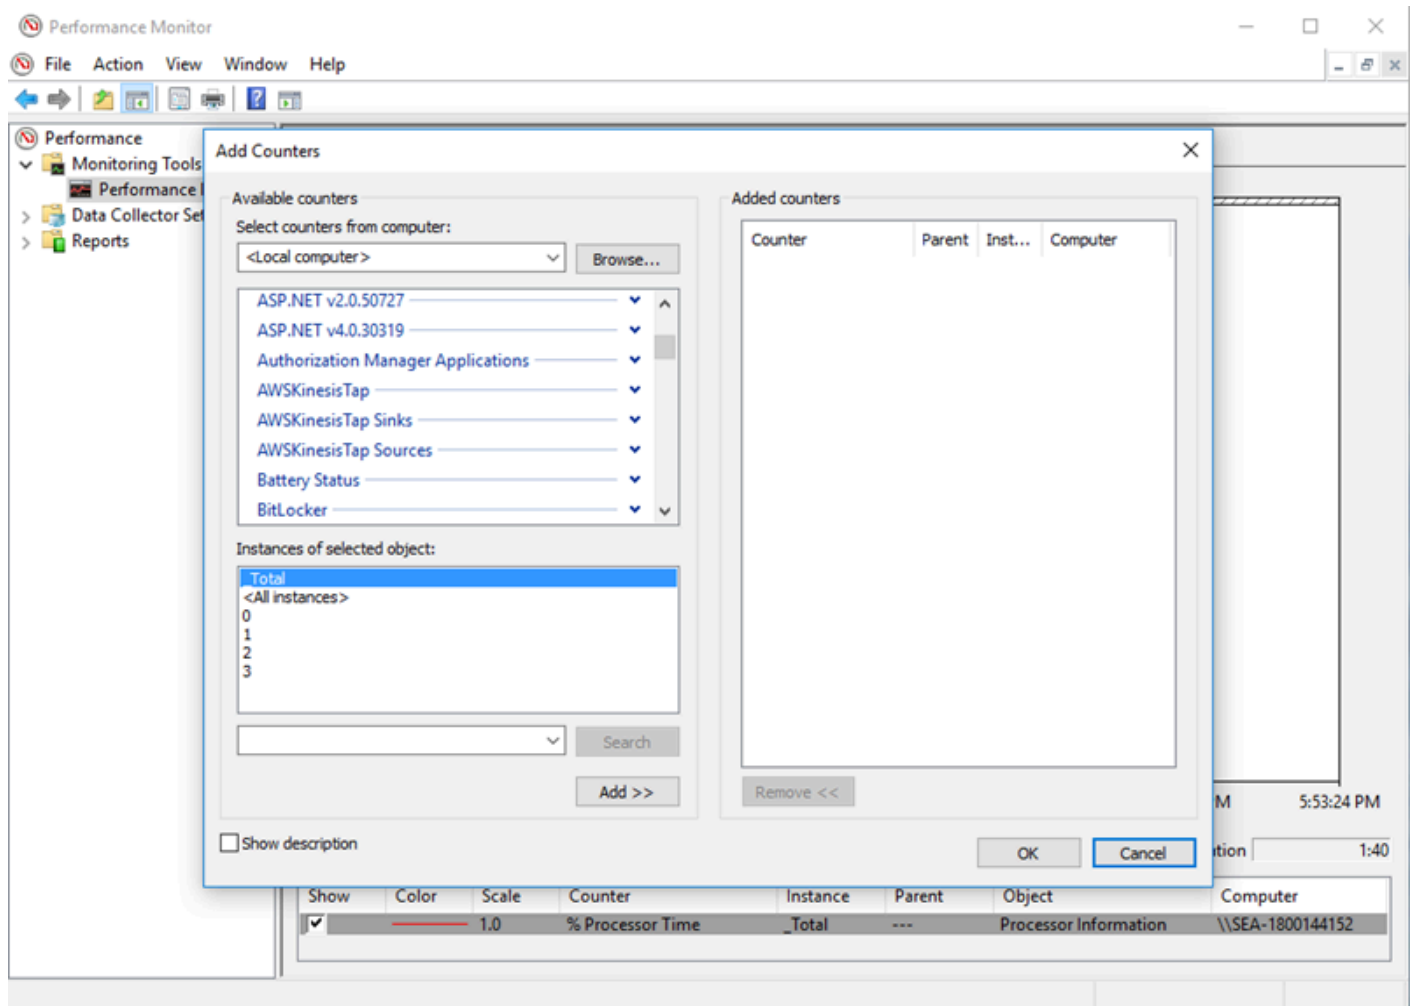 Performance Monitor
File Action View Window Help
Performance
Monitoring Tools
Performance
Data Collector Set
Reports
Add Counters
Available counters
Select counters from computer:
<Local computer>
Browse...
ASP.NET v2.0.50727
ASP.NET v4.0.30319
Authorization Manager Applications
AWSKinesisTap
AWSKinesisTap Sinks
AWSKinesisTap Sources
Battery Status
BitLocker
Instances of selected object:
_Total
<All instances>
0
1
2
3
Search
Add >>
Show description
Added counters
Counter Parent Inst... Computer
Remove <<
OK Cancel
M 5:53:24 PM
ation 1:40
Show Color Scale Counter Instance Parent Object Computer
1.0 % Processor Time _Total --- Processor Information \\SEA-1800144152